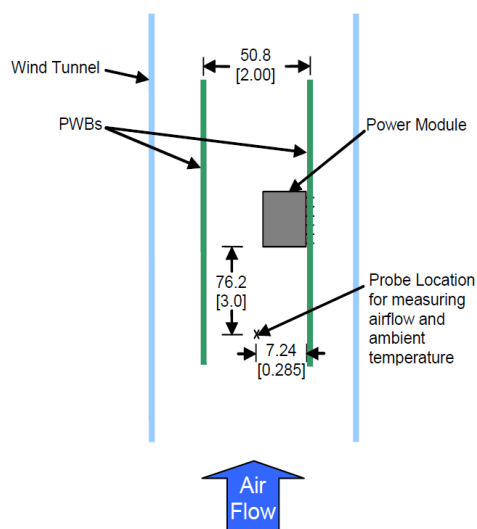 50.8
[2.00]
Wind Tunnel
PWBs
Power Module
76.2
[3.0]
x
Probe Location
for measuring
airflow and
ambient
temperature
7.24
[0.285]
Air
Flow